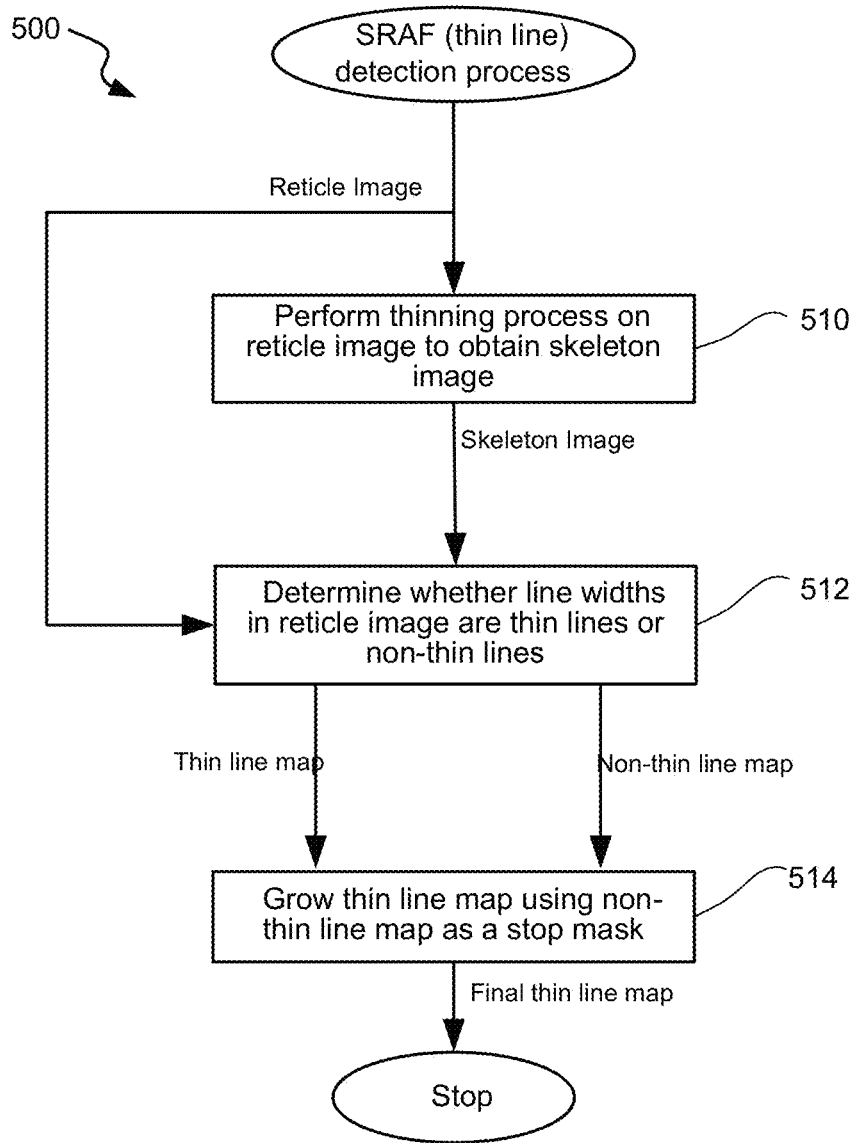 500
SRAF (thin line)
detection process
Reticle Image
Perform thinning process on
reticle image to obtain skeleton
image
510
Skeleton Image
Determine whether line widths
in reticle image are thin lines or
non-thin lines
512
Thin line map
Non-thin line map
Grow thin line map using non-
thin line map as a stop mask
514
Final thin line map
Stop